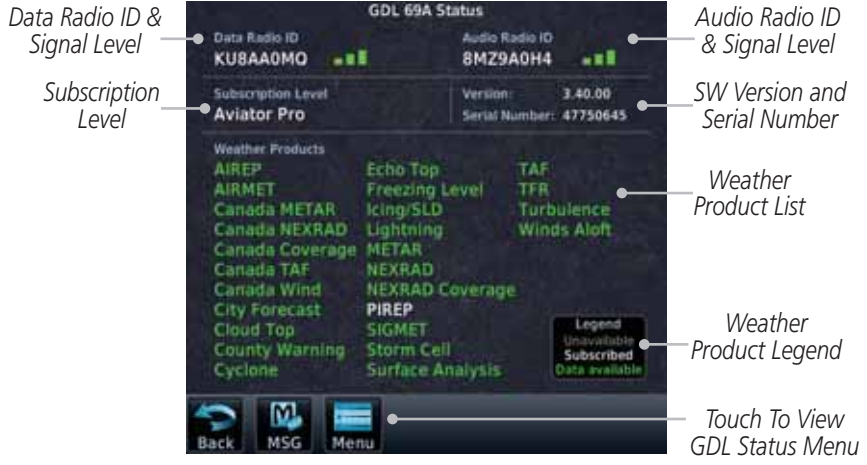 GDL 69A Status
Data Radio ID &
Signal Level
Data Radio ID
KU8AA0MQ
Audio Radio ID
8MZ9A0H4
Audio Radio ID
& Signal Level
Subscription
Level
Subscription Level
Aviator Pro
Version: 3.40.00
Serial Number: 47750645
SW Version and
Serial Number
Weather Products
AIREP
AIRMET
Canada METAR
Canada NEXRAD
Canada Coverage
Canada TAF
Canada Wind
City Forecast
Cloud Top
County Warning
Cyclone
Echo Top
Freezing Level
Icing/SLD
Lightning
METAR
NEXRAD
NEXRAD Coverage
PIREP
SIGMET
Storm Cell
Surface Analysis
TAF
TFR
Turbulence
Winds Aloft
Weather
Product List
Legend
Unavailable
Subscribed
Data available
Weather
Product Legend
Back
MSG
Menu
Touch To View
GDL Status Menu